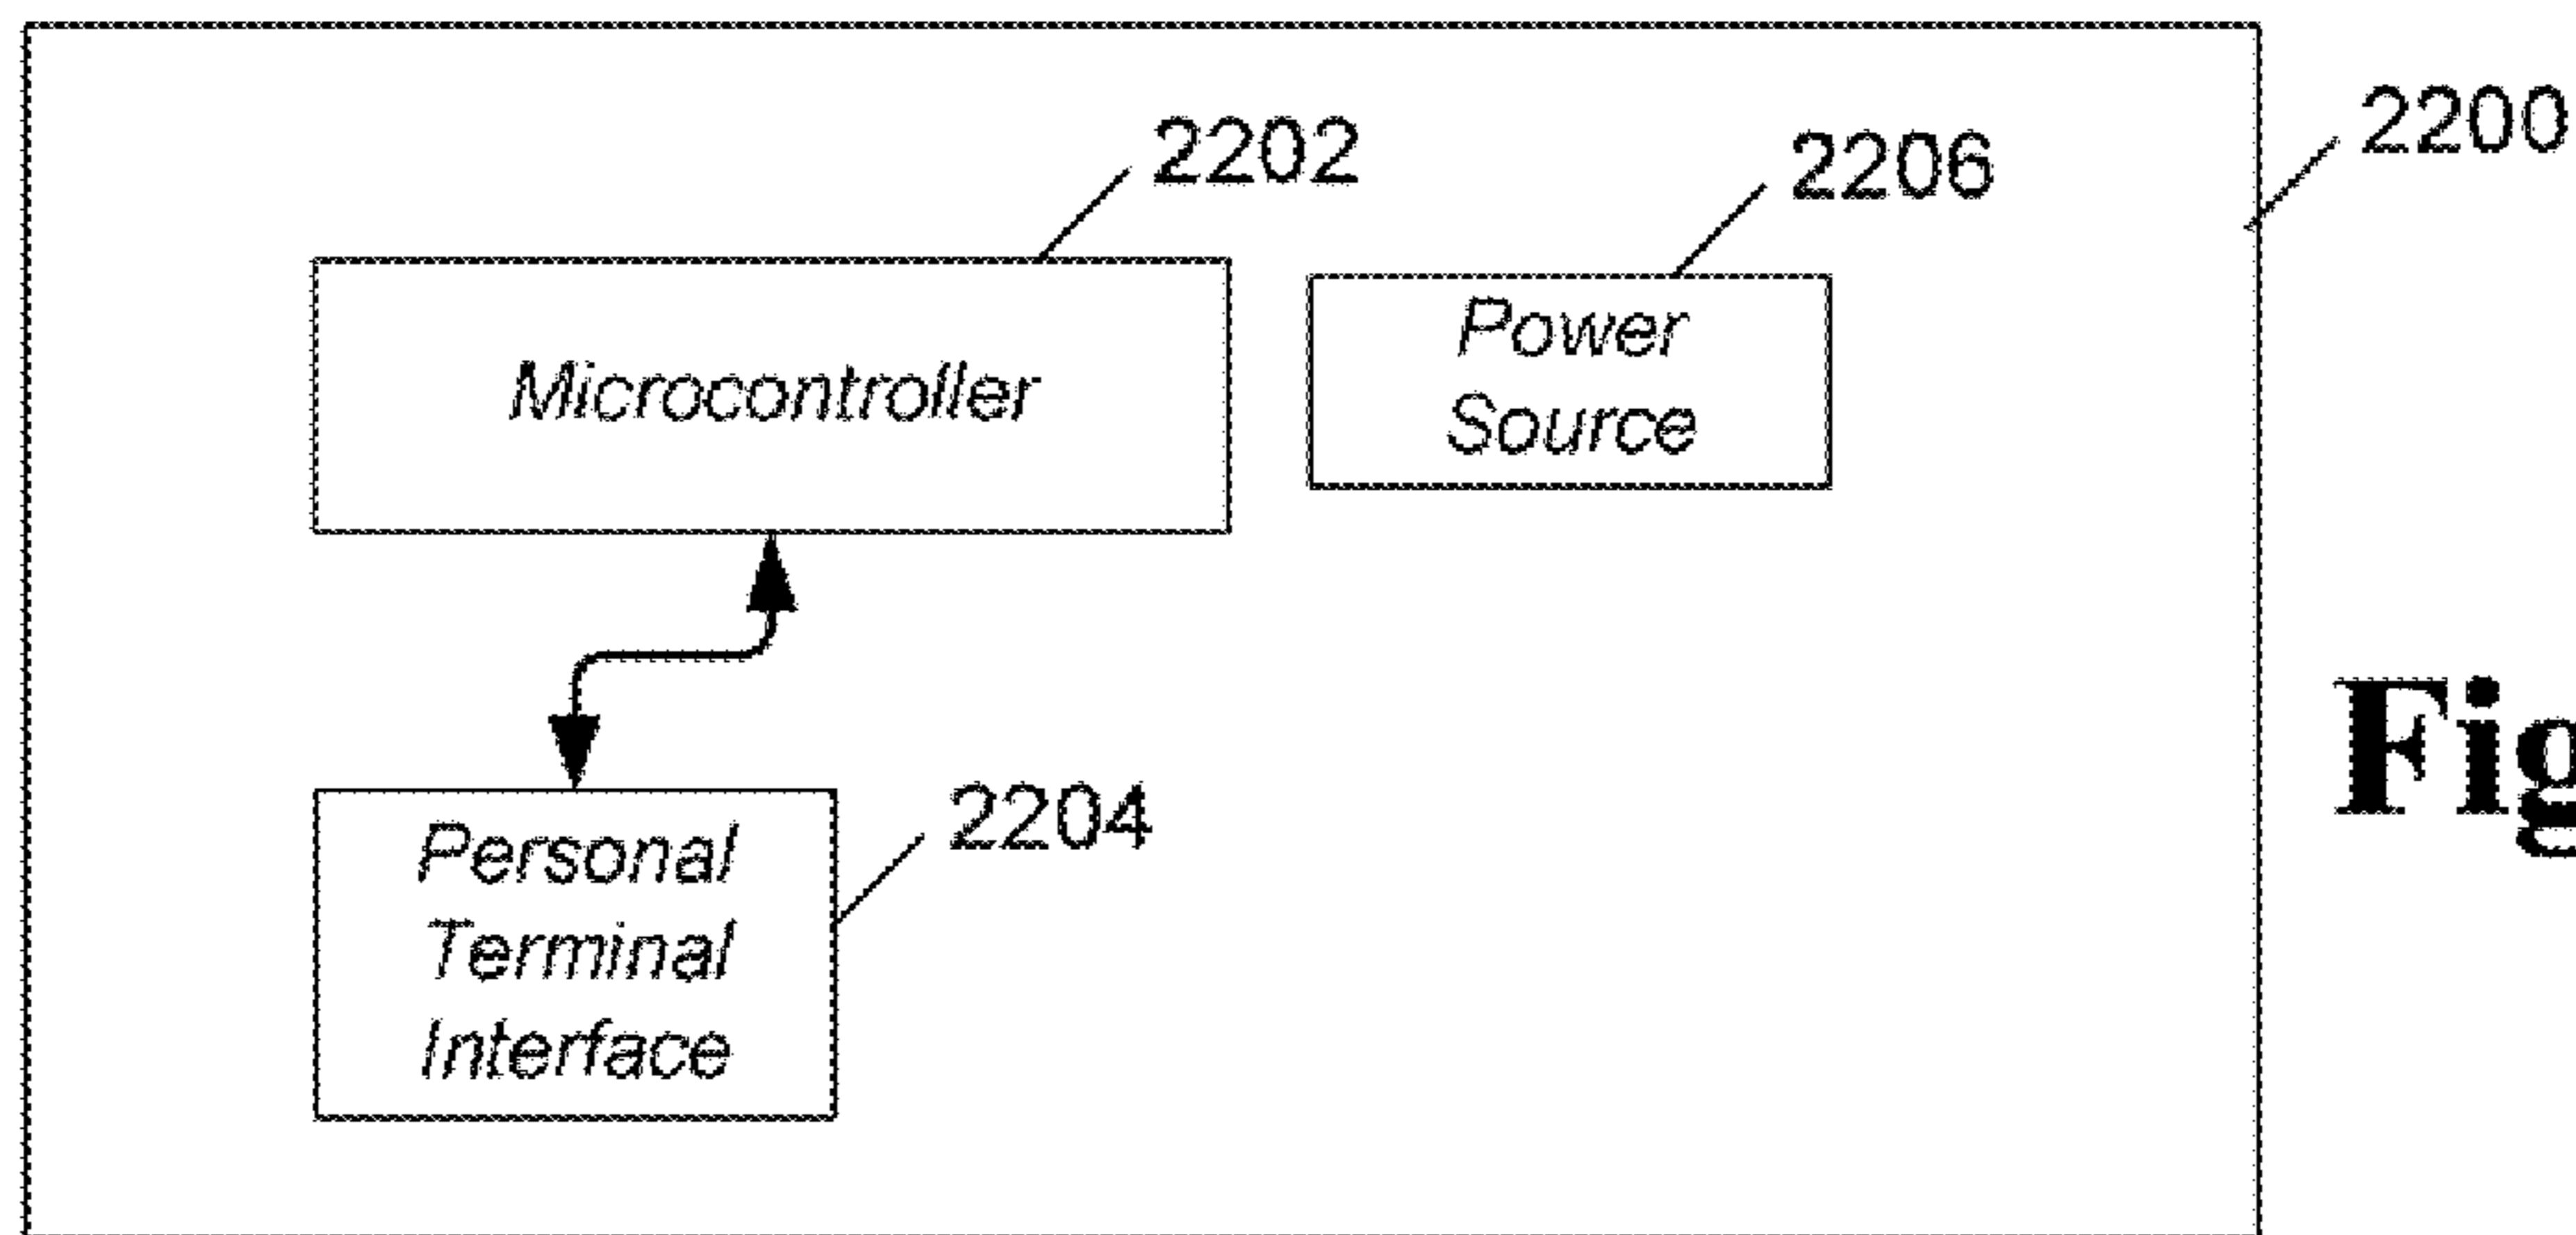 2200
2202
2206
Microcontroller
Power
Source
2204
Personal
Terminal
Interface
Fig